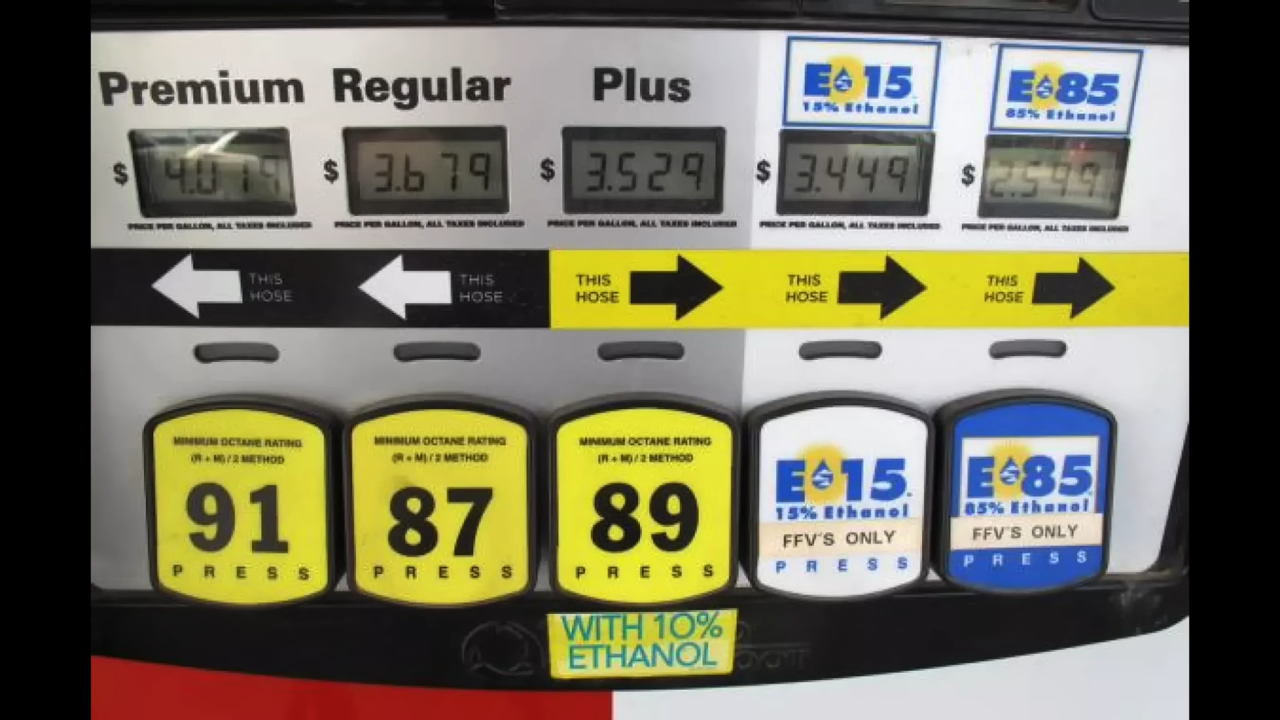 Premium Regular Plus E 15 E 85
15% Ethanol 85% Ethanol
$ 4.019 $ 3.679 $ 3.529 $ 3.449 $ 2.599
PRICE PER GALLON, ALL TAXES INCLUDED PRICE PER GALLON, ALL TAXES INCLUDED PRICE PER GALLON, ALL TAXES INCLUDED PRICE PER GALLON, ALL TAXES INCLUDED PRICE PER GALLON, ALL TAXES INCLUDED
THIS THIS THIS THIS THIS
HOSE HOSE HOSE HOSE HOSE
MINIMUM OCTANE RATING MINIMUM OCTANE RATING MINIMUM OCTANE RATING
(R + M) / 2 METHOD (R + M) / 2 METHOD (R + M) / 2 METHOD
91 87 89 E 15 E 85
15% Ethanol 85% Ethanol
FFV'S ONLY FFV'S ONLY
PRESS PRESS PRESS PRESS PRESS
WITH 10%
ETHANOL